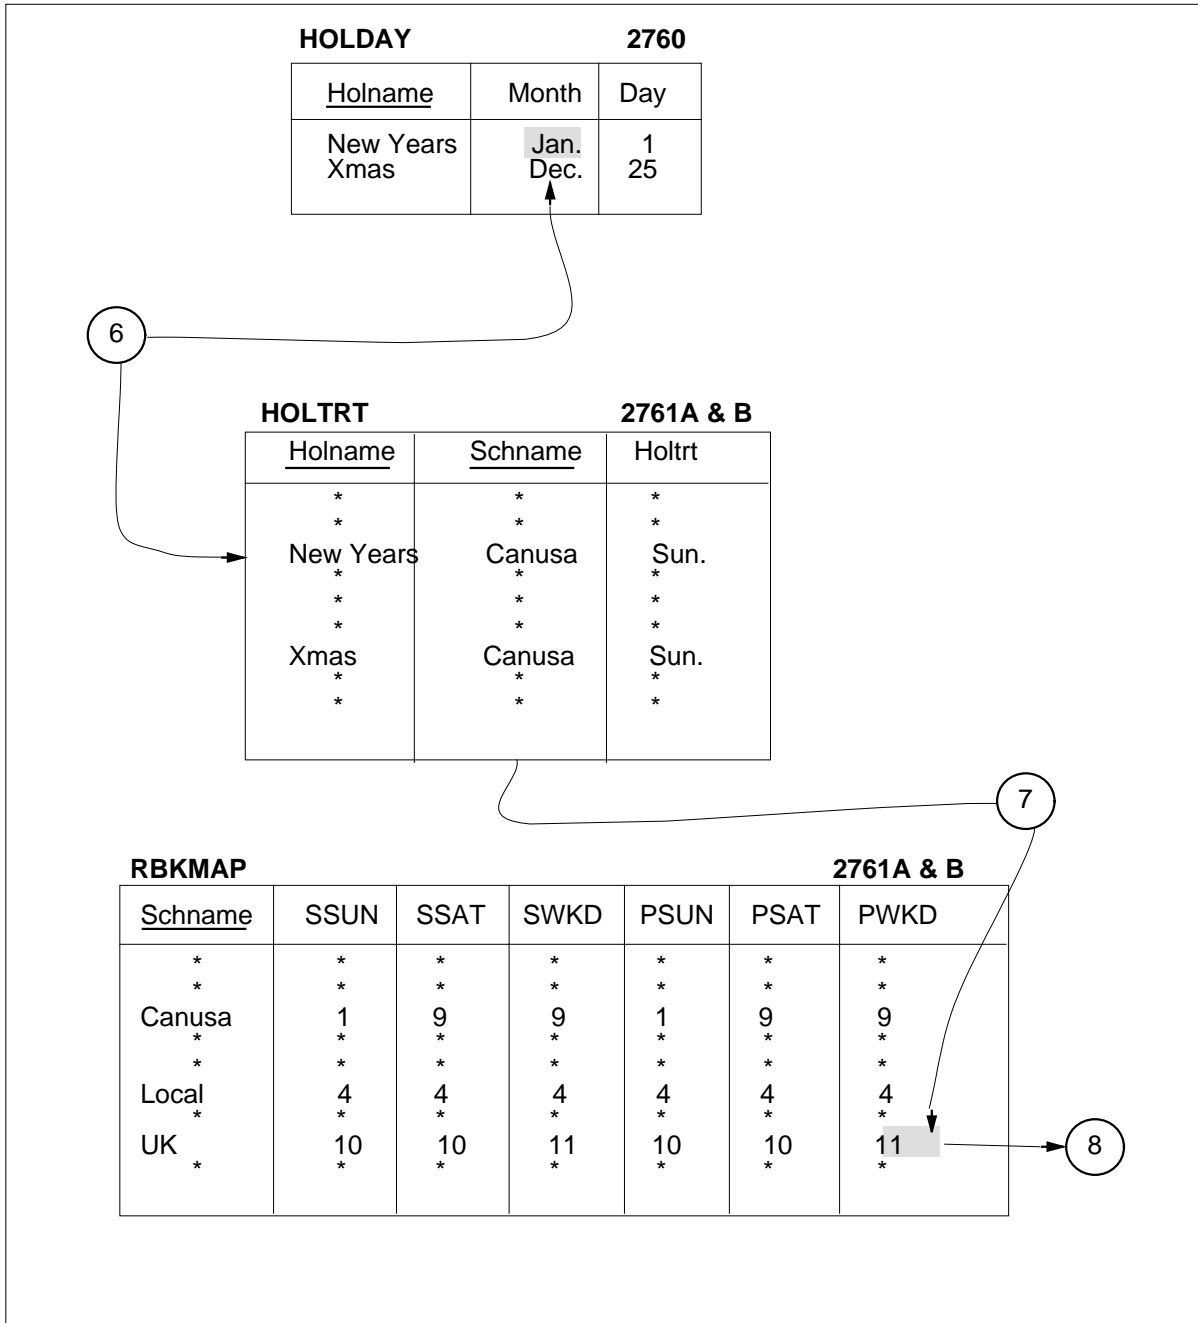 HOLDAY 2760
Holname Month Day
New Years Jan. 1
Xmas Dec. 25
6
HOLTRT 2761A & B
Holname Schname Holtrt
* * *
* * *
New Years Canusa Sun.
* * *
* * *
* * *
Xmas Canusa Sun.
* * *
* * *
7
RBKMAP 2761A & B
Schname SSUN SSAT SWKD PSUN PSAT PWKD
* * * * * * *
* * * * * * *
Canusa 1 9 9 1 9 9
* * * * * * *
* * * * * * *
Local 4 4 4 4 4 4
* * * * * * *
UK 10 10 11 10 10 11
* * * * * * *
8